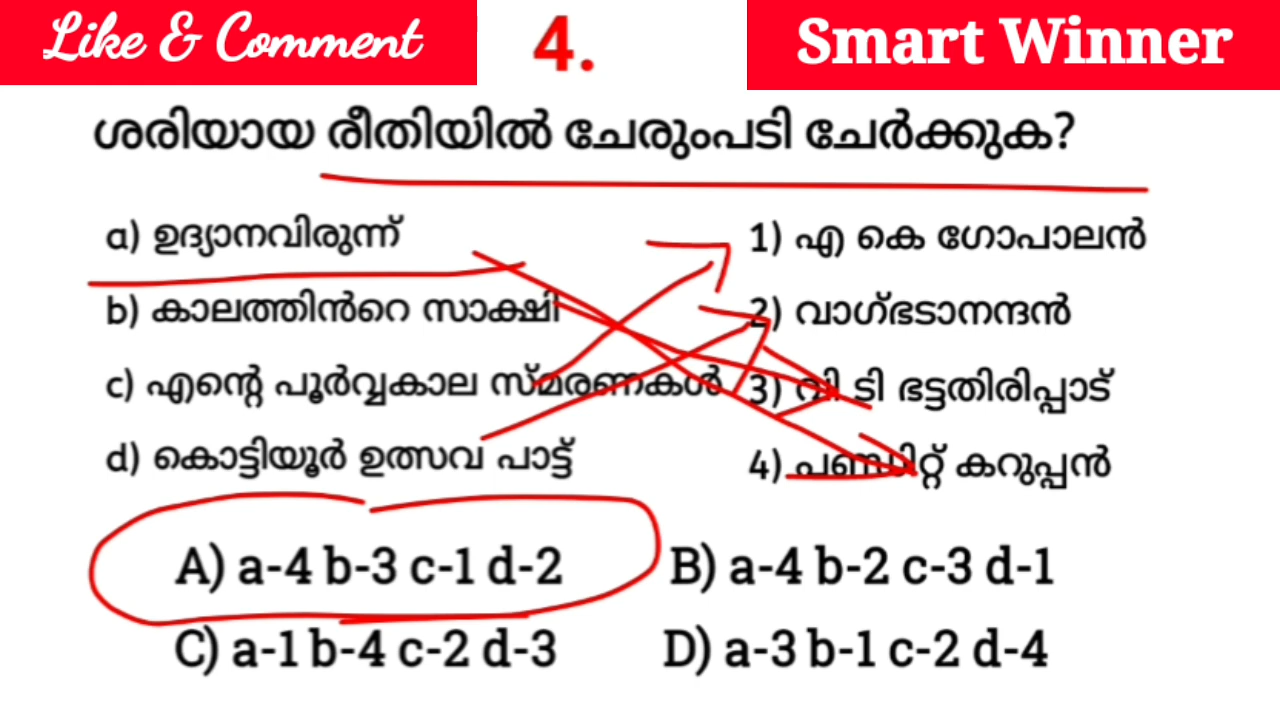 Like & Comment
4.
Smart Winner
ശരിയായ രീതിയിൽ ചേരുംപടി ചേർക്കുക?
a) ഉദ്യാനവിരുന്ന്
1) എ കെ ഗോപാലൻ
b) കാലത്തിൻറെ സാക്ഷി
2) വാഗ്ഭടാനന്ദൻ
c) എന്റെ പൂർവ്വകാല സ്മരണകൾ
3) വി ടി ഭട്ടതിരിപ്പാട്
d) കൊട്ടിയൂർ ഉത്സവ പാട്ട്
4) പണ്ഡിറ്റ് കറുപ്പൻ
A) a-4 b-3 c-1 d-2
B) a-4 b-2 c-3 d-1
C) a-1 b-4 c-2 d-3
D) a-3 b-1 c-2 d-4